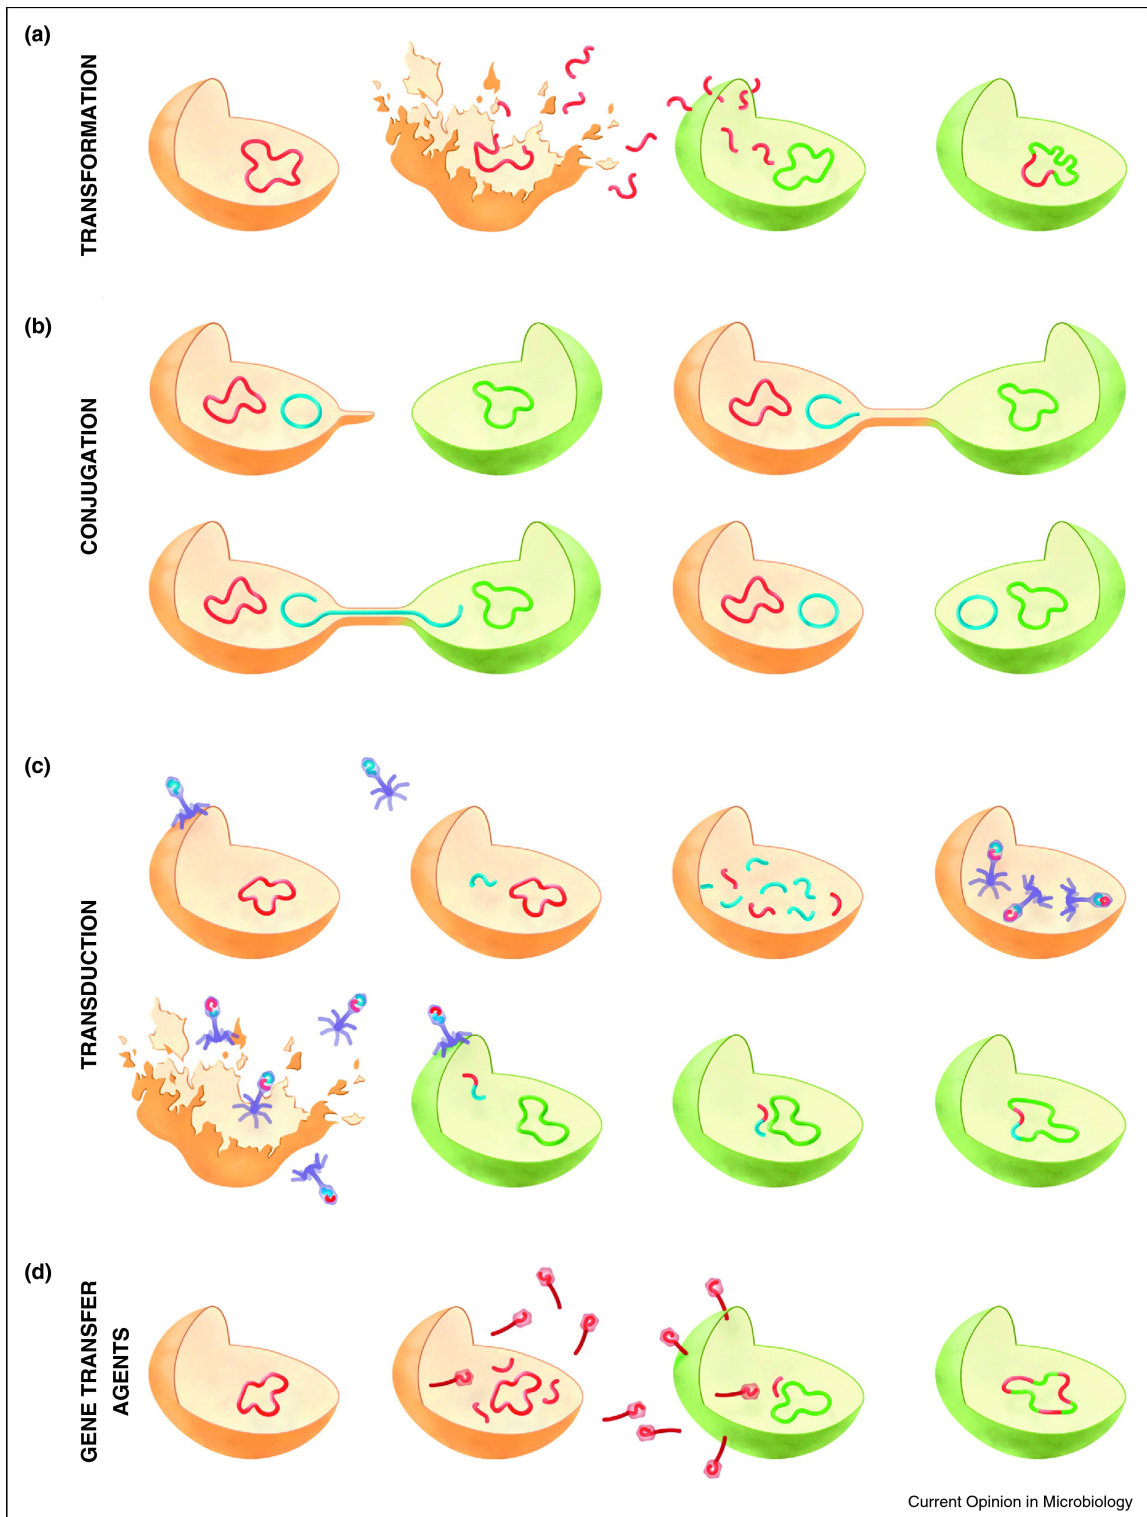 (a)
TRANSFORMATION
(b)
CONJUGATION
(c)
TRANSDUCTION
(d)
GENE TRANSFER
AGENTS
Current Opinion in Microbiology